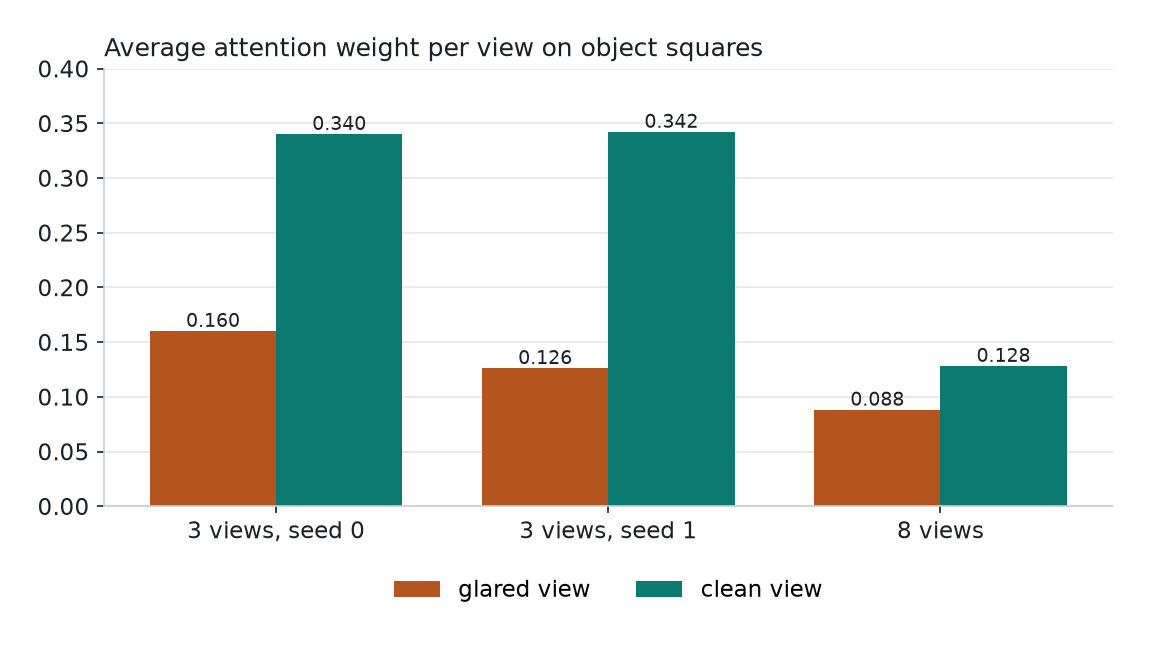 Average attention weight per view on object squares
0.40
0.35
0.30
0.25
0.20
0.15
0.10
0.05
0.00
0.160
0.340
0.126
0.342
0.088
0.128
3 views, seed 0
3 views, seed 1
8 views
glared view
clean view